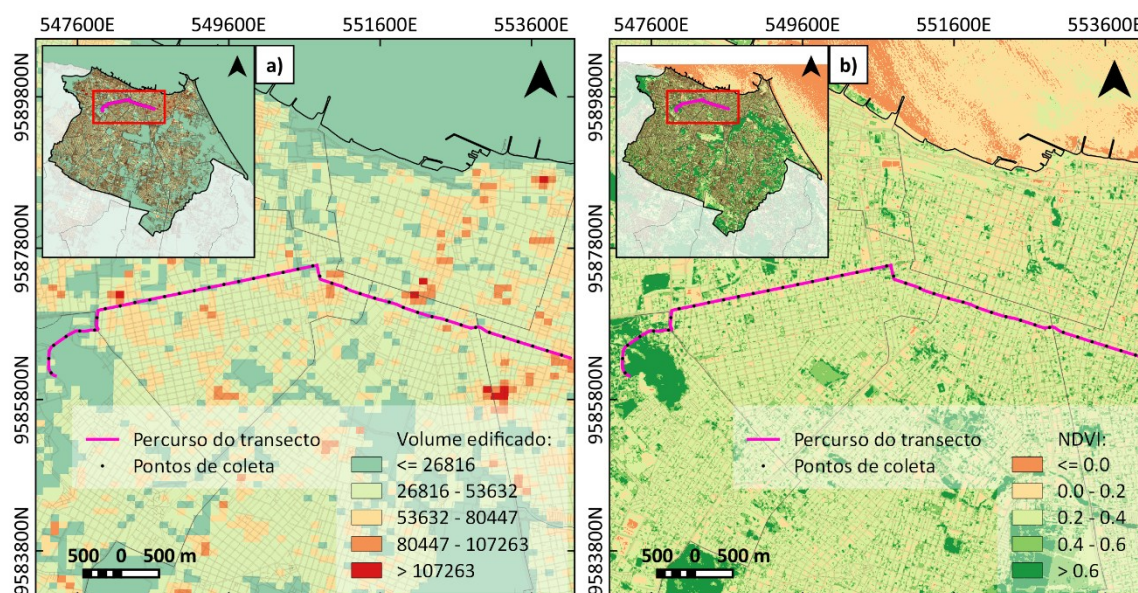 547600E 549600E 551600E 553600E
547600E 549600E 551600E 553600E
a)
b)
9589800N
9587800N
9585800N
9583800N
9589800N
9587800N
9585800N
9583800N
Percurso do transecto
Pontos de coleta
Volume edificado:
<= 26816
26816 - 53632
53632 - 80447
80447 - 107263
> 107263
500 0 500 m
Percurso do transecto
Pontos de coleta
NDVI:
<= 0.0
0.0 - 0.2
0.2 - 0.4
0.4 - 0.6
> 0.6
500 0 500 m